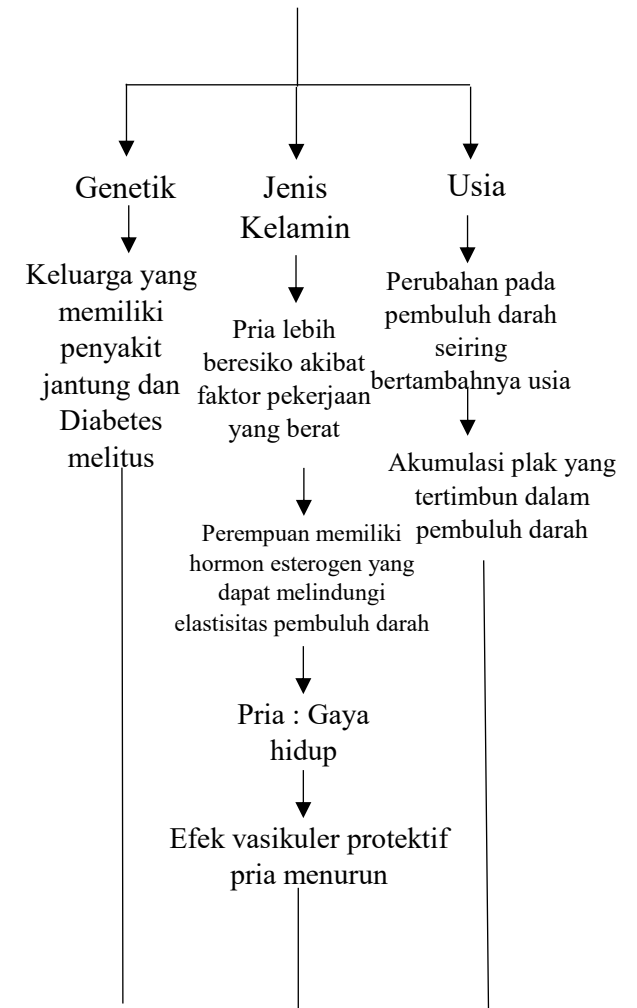 Genetik
Keluarga yang
memiliki
penyakit
jantung dan
Diabetes
melitus
Jenis
Kelamin
Pria lebih
beresiko akibat
faktor pekerjaan
yang berat
Perempuan memiliki
hormon esterogen yang
dapat melindungi
elastisitas pembuluh darah
Pria : Gaya
hidup
Efek vasikuler protektif
pria menurun
Usia
Perubahan pada
pembuluh darah
seiring
bertambahnya usia
Akumulasi plak yang
tertimbun dalam
pembuluh darah